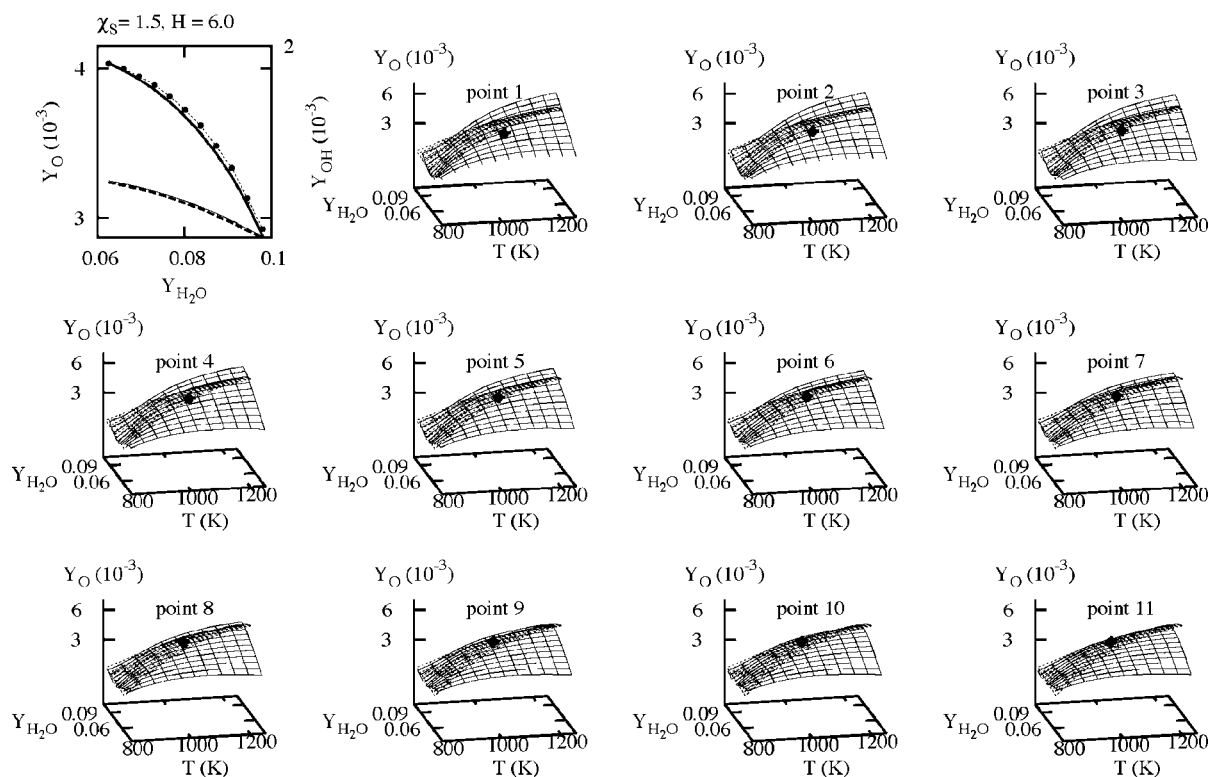 χS = 1.5, H = 6.0
YO (10-3)
4
3
0.06 0.08 0.1
YH2O
2
YOH (10-3)
YO (10-3)
6
3
point 1
YH2O 0.09
0.06
800 1000 1200
T (K)
YO (10-3)
6
3
point 2
YH2O 0.09
0.06
800 1000 1200
T (K)
YO (10-3)
6
3
point 3
YH2O 0.09
0.06
800 1000 1200
T (K)
YO (10-3)
6
3
point 4
YH2O 0.09
0.06
800 1000 1200
T (K)
YO (10-3)
6
3
point 5
YH2O 0.09
0.06
800 1000 1200
T (K)
YO (10-3)
6
3
point 6
YH2O 0.09
0.06
800 1000 1200
T (K)
YO (10-3)
6
3
point 7
YH2O 0.09
0.06
800 1000 1200
T (K)
YO (10-3)
6
3
point 8
YH2O 0.09
0.06
800 1000 1200
T (K)
YO (10-3)
6
3
point 9
YH2O 0.09
0.06
800 1000 1200
T (K)
YO (10-3)
6
3
point 10
YH2O 0.09
0.06
800 1000 1200
T (K)
YO (10-3)
6
3
point 11
YH2O 0.09
0.06
800 1000 1200
T (K)